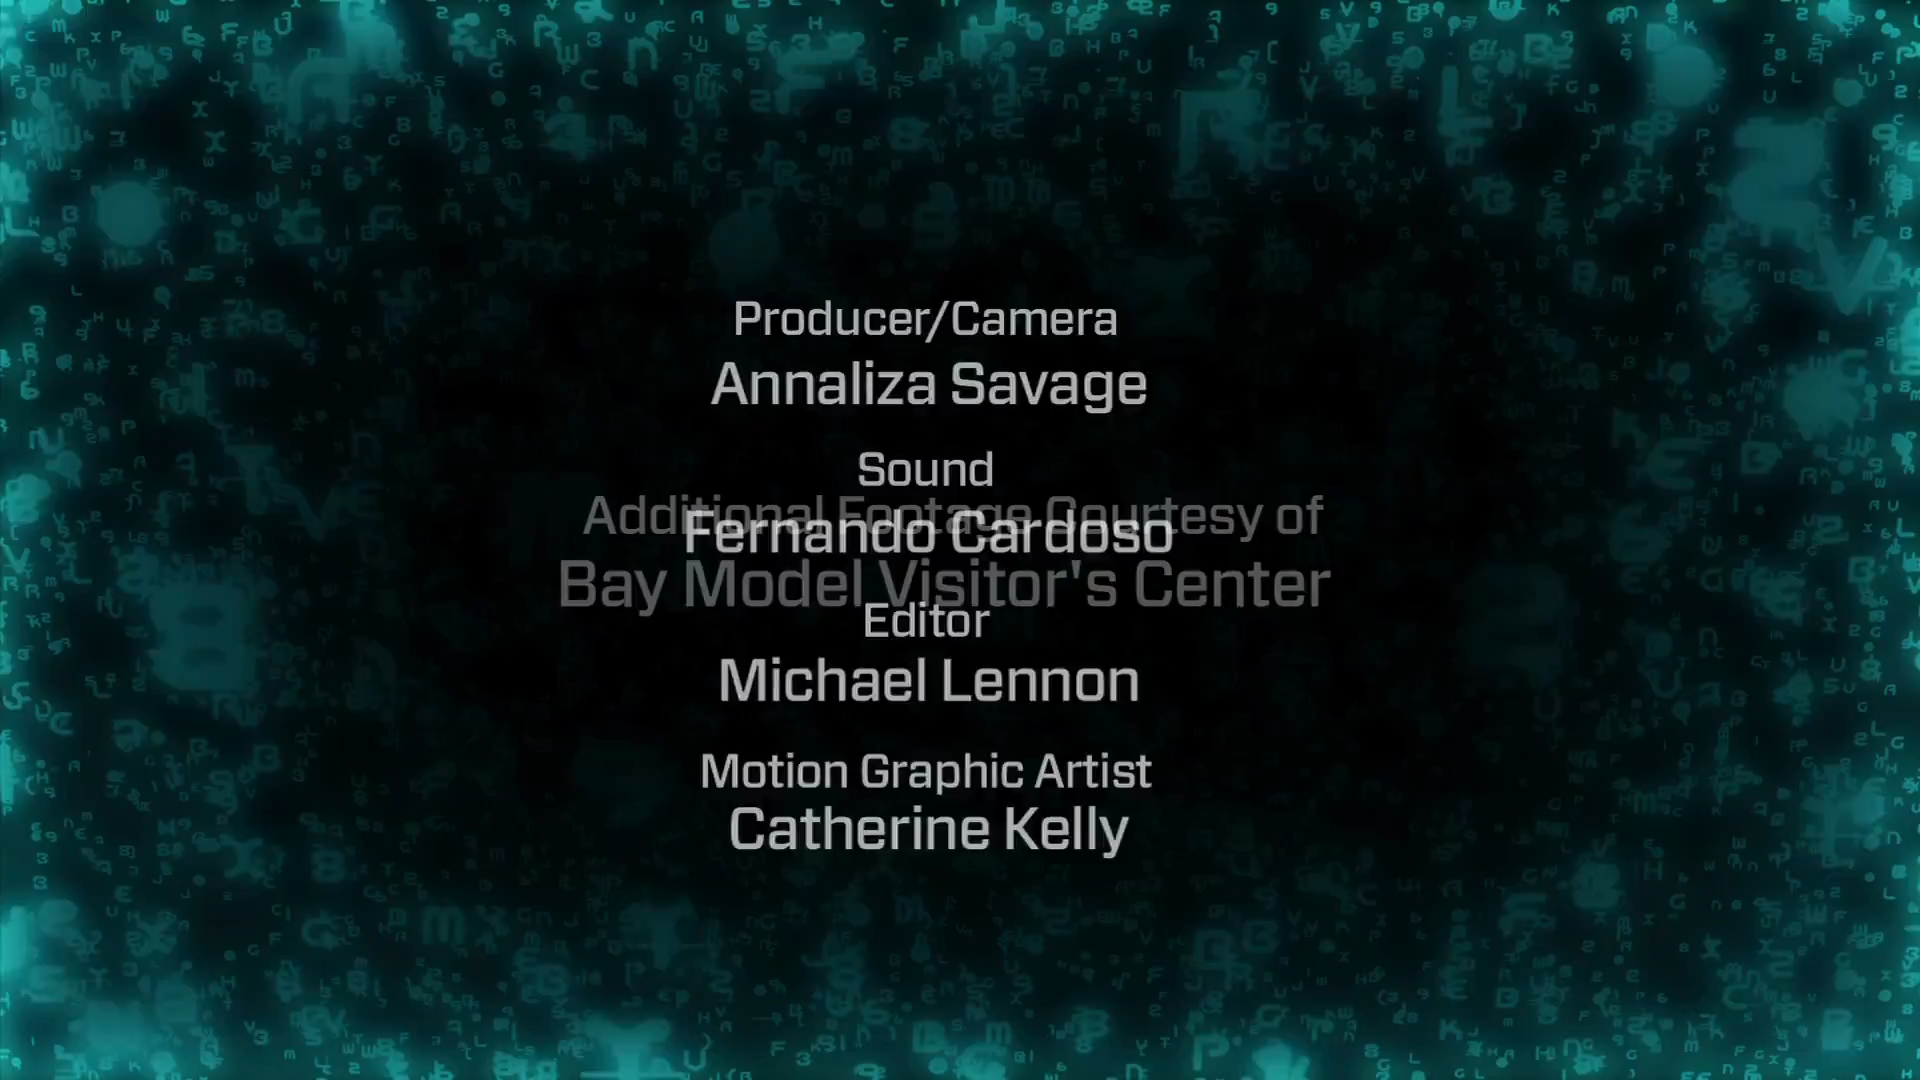 Producer/Camera
Annaliza Savage
Sound
Additional Footage Courtesy of
Fernando Cardoso
Bay Model Visitor's Center
Editor
Michael Lennon
Motion Graphic Artist
Catherine Kelly